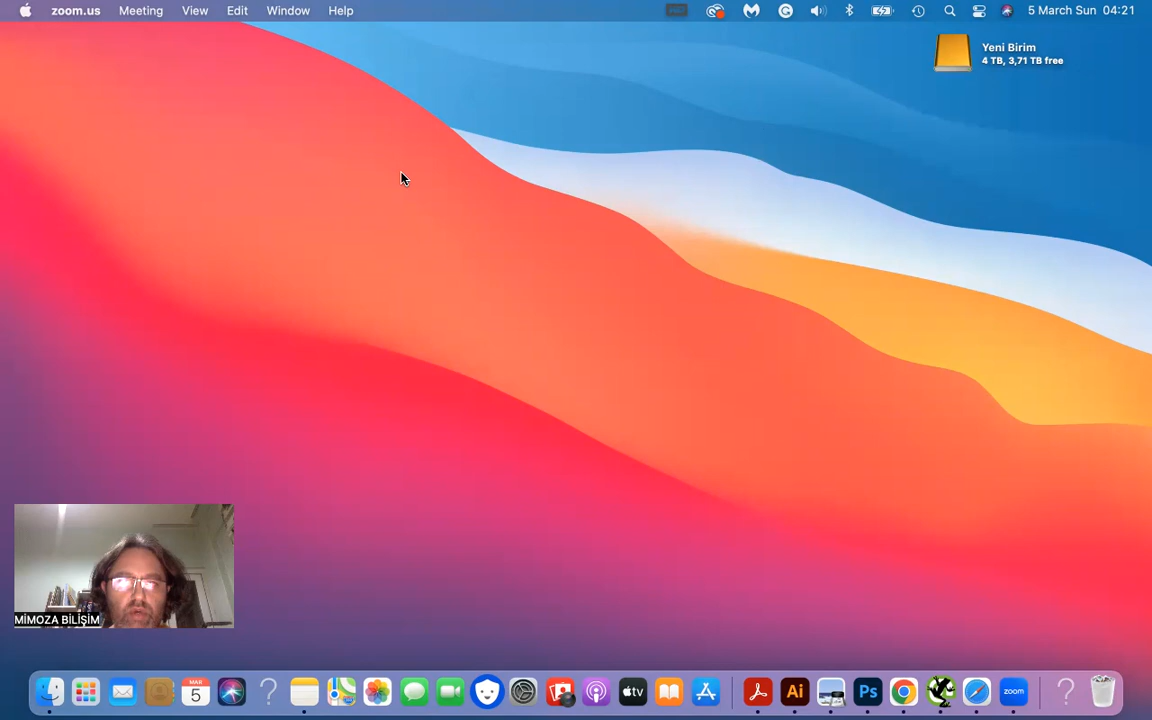 zoom.us Meeting View Edit Window Help 5 March Sun 04:21
Yeni Birim
4 TB, 3,71 TB free
MİMOZA BİLİŞİM
MAR
5
tv
Ai
Ps
zoom